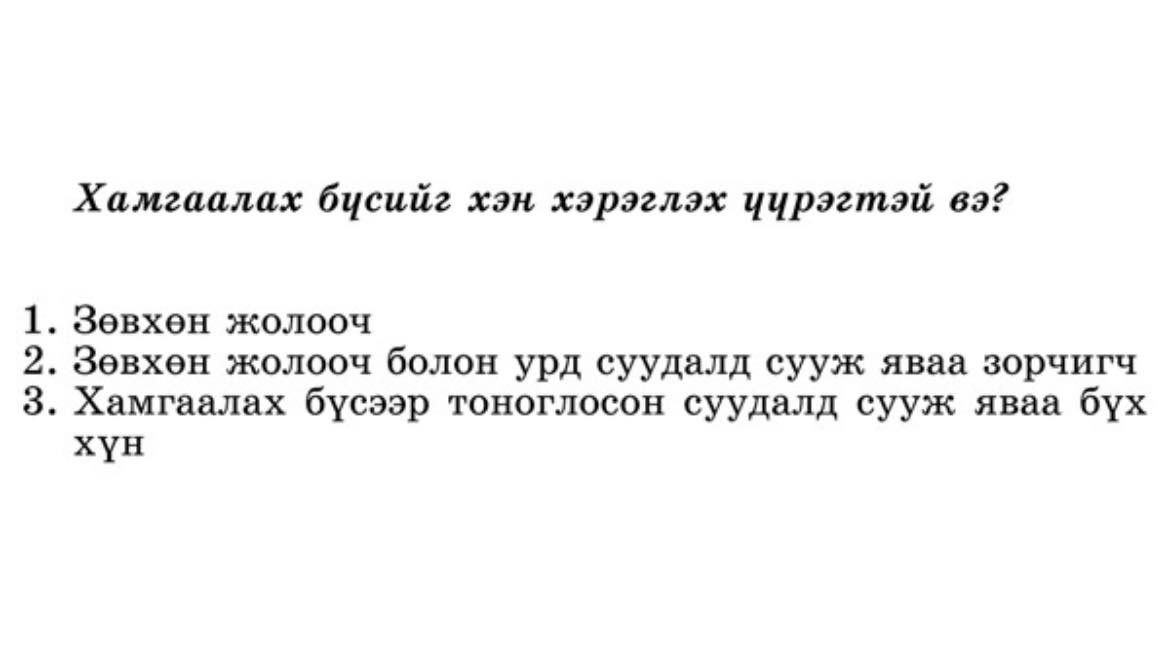 Хамгаалах бүсийг хэн хэрэглэх үүрэгтэй вэ?
1. Зөвхөн жолооч
2. Зөвхөн жолооч болон урд суудалд сууж яваа зорчигч
3. Хамгаалах бүсээр тоноглосон суудалд сууж яваа бүх
хүн